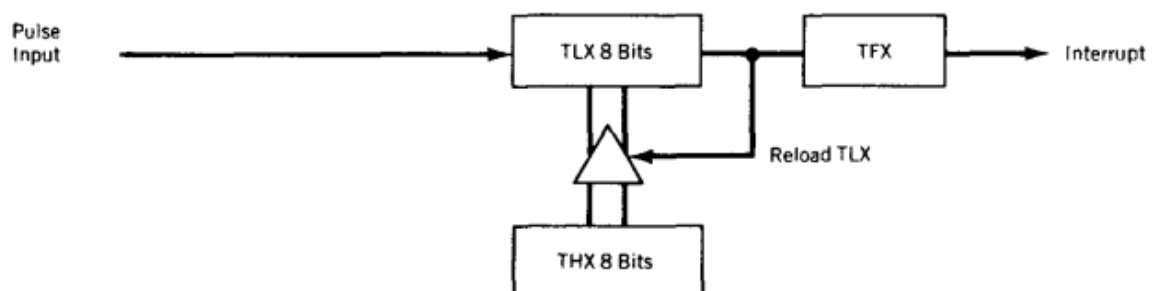 Pulse
Input
TLX 8 Bits
TFX
Interrupt
Reload TLX
THX 8 Bits